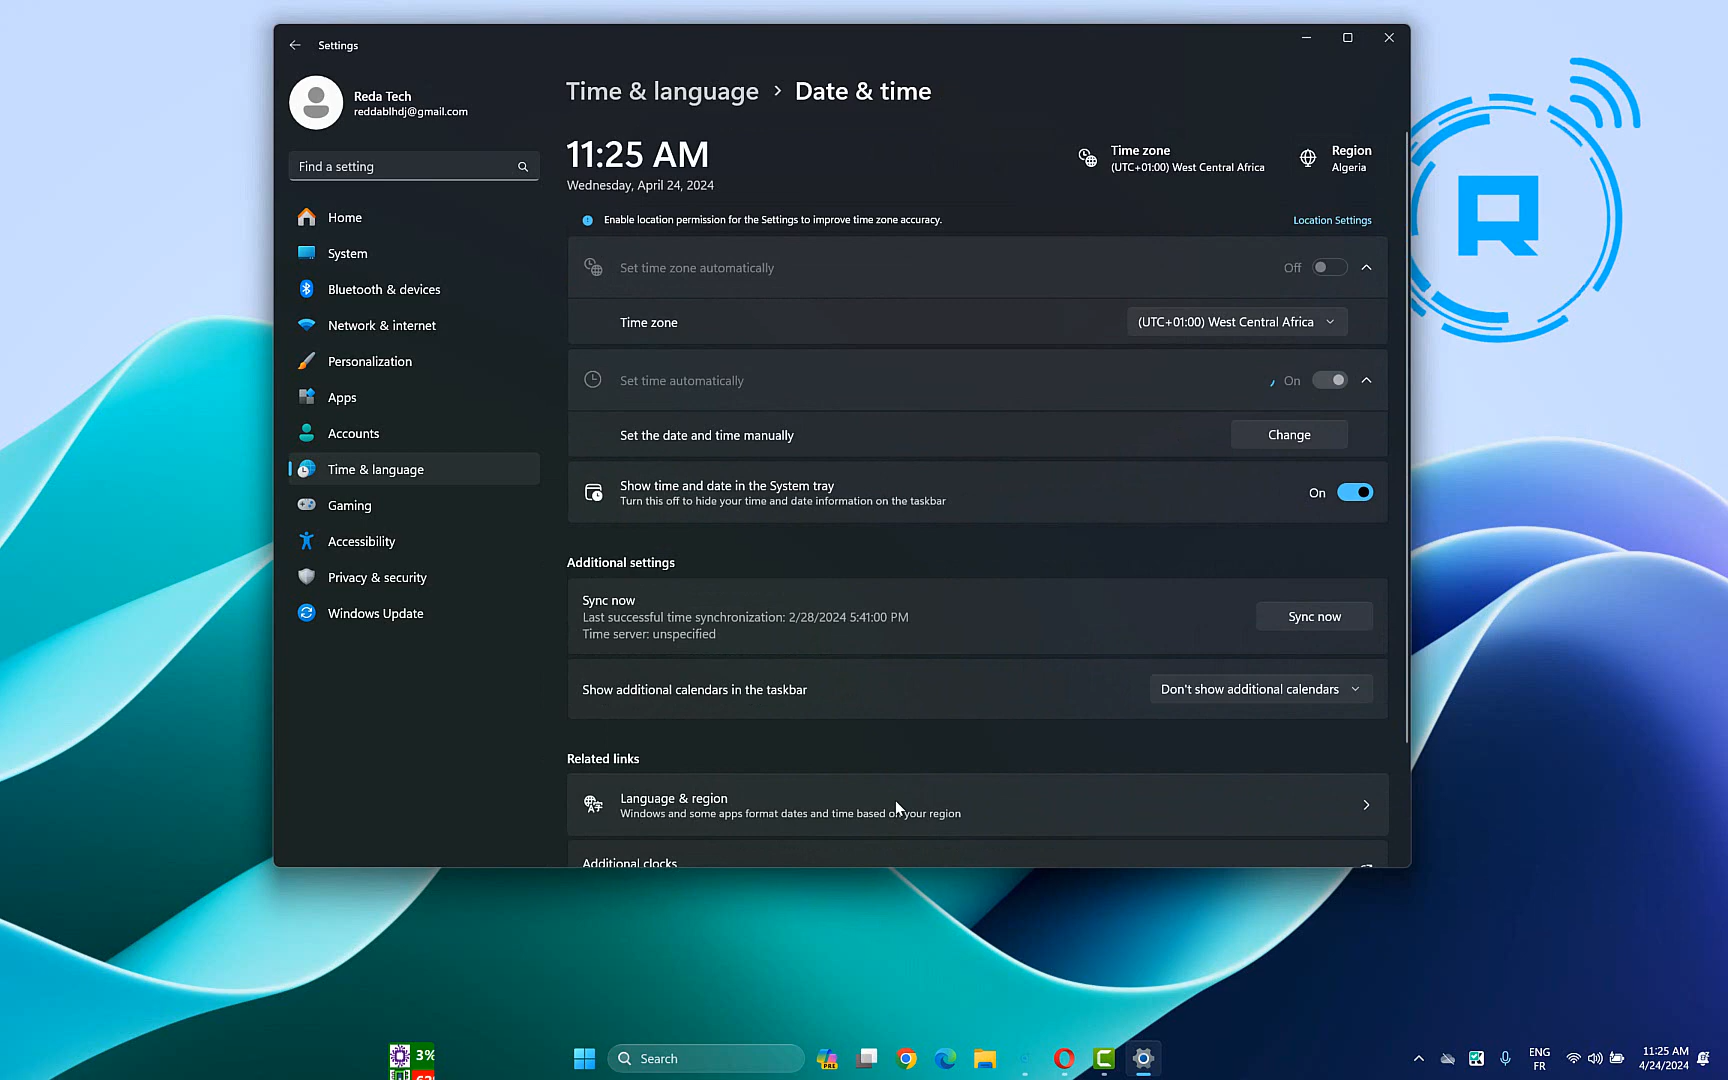 Settings
Reda Tech
reddablhdj@gmail.com
Find a setting
Home
System
Bluetooth & devices
Network & internet
Personalization
Apps
Accounts
Time & language
Gaming
Accessibility
Privacy & security
Windows Update
Time & language > Date & time
11:25 AM
Wednesday, April 24, 2024
Time zone
(UTC+01:00) West Central Africa
Region
Algeria
Enable location permission for the Settings to improve time zone accuracy.
Location Settings
Set time zone automatically
Off
Time zone
(UTC+01:00) West Central Africa
Set time automatically
On
Set the date and time manually
Change
Show time and date in the System tray
Turn this off to hide your time and date information on the taskbar
On
Additional settings
Sync now
Last successful time synchronization: 2/28/2024 5:41:00 PM
Time server: unspecified
Sync now
Show additional calendars in the taskbar
Don't show additional calendars
Related links
Language & region
Windows and some apps format dates and time based on your region
Additional clocks
R
3%
Search
PRE
ENG
FR
11:25 AM
4/24/2024